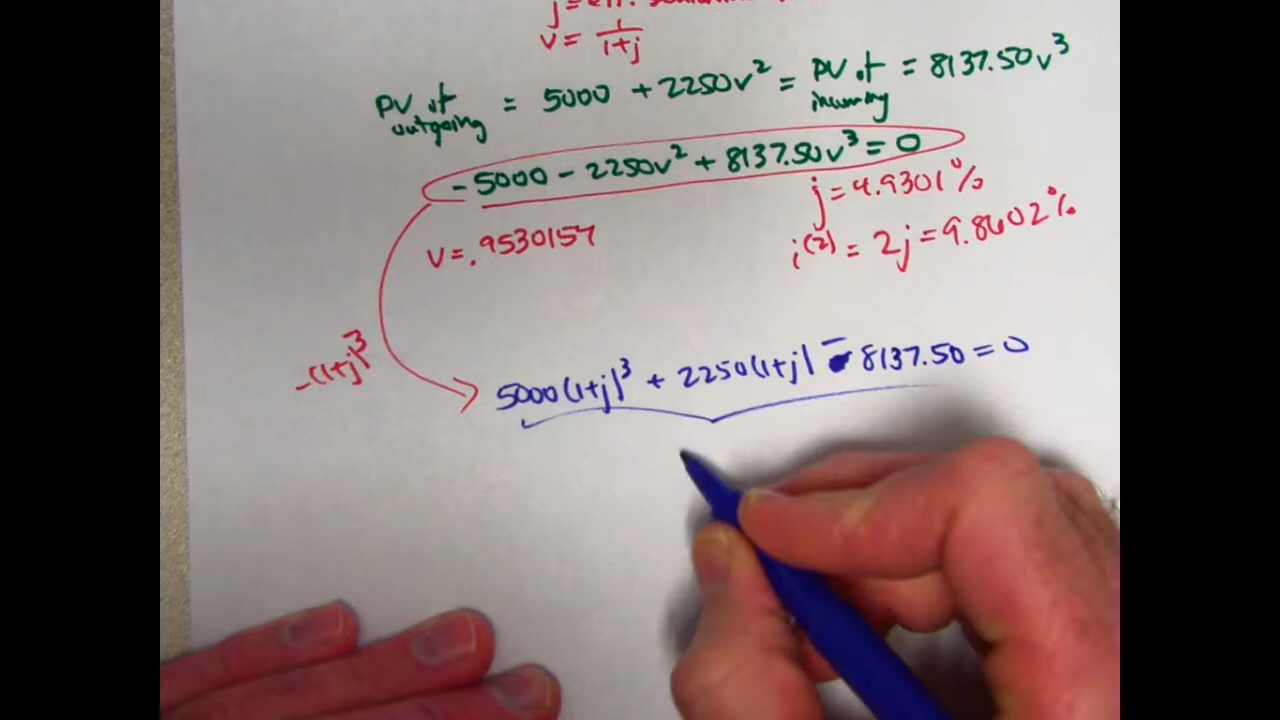 j = eff.
v = 1/(1+j)
PV of outgoing = 5000 + 2250v² = PV of incoming = 8137.50v³
-5000 - 2250v² + 8137.50v³ = 0
j = 4.9301%
v = .9530157
i⁽²⁾ = 2j = 9.8602%
-(1+j)³
5000(1+j)³ + 2250(1+j) - 8137.50 = 0